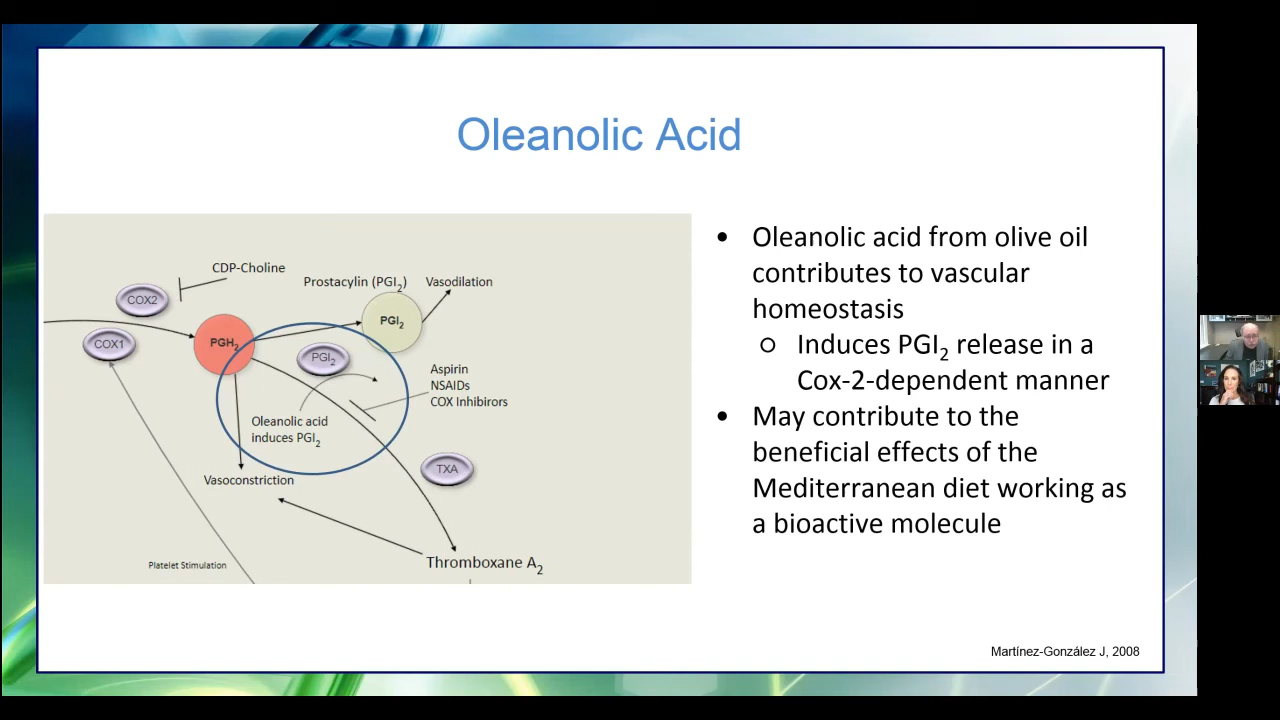 Oleanolic Acid
CDP-Choline
COX2
Prostacylin (PGI₂)
Vasodilation
PGI₂
COX1
PGH₂
PGI₂
Aspirin
NSAIDs
COX Inhibirors
Oleanolic acid
induces PGI₂
TXA
Vasoconstriction
Platelet Stimulation
Thromboxane A₂
• Oleanolic acid from olive oil
contributes to vascular
homeostasis
○ Induces PGI₂ release in a
Cox-2-dependent manner
• May contribute to the
beneficial effects of the
Mediterranean diet working as
a bioactive molecule
Martínez-González J, 2008